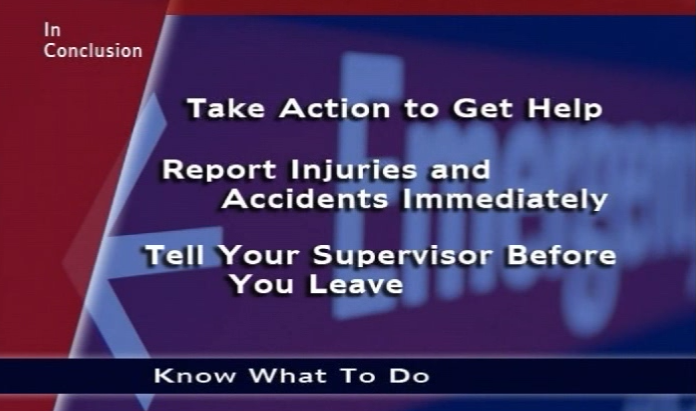 In
Conclusion
Take Action to Get Help
Report Injuries and
Accidents Immediately
Tell Your Supervisor Before
You Leave
Emergency
Know What To Do